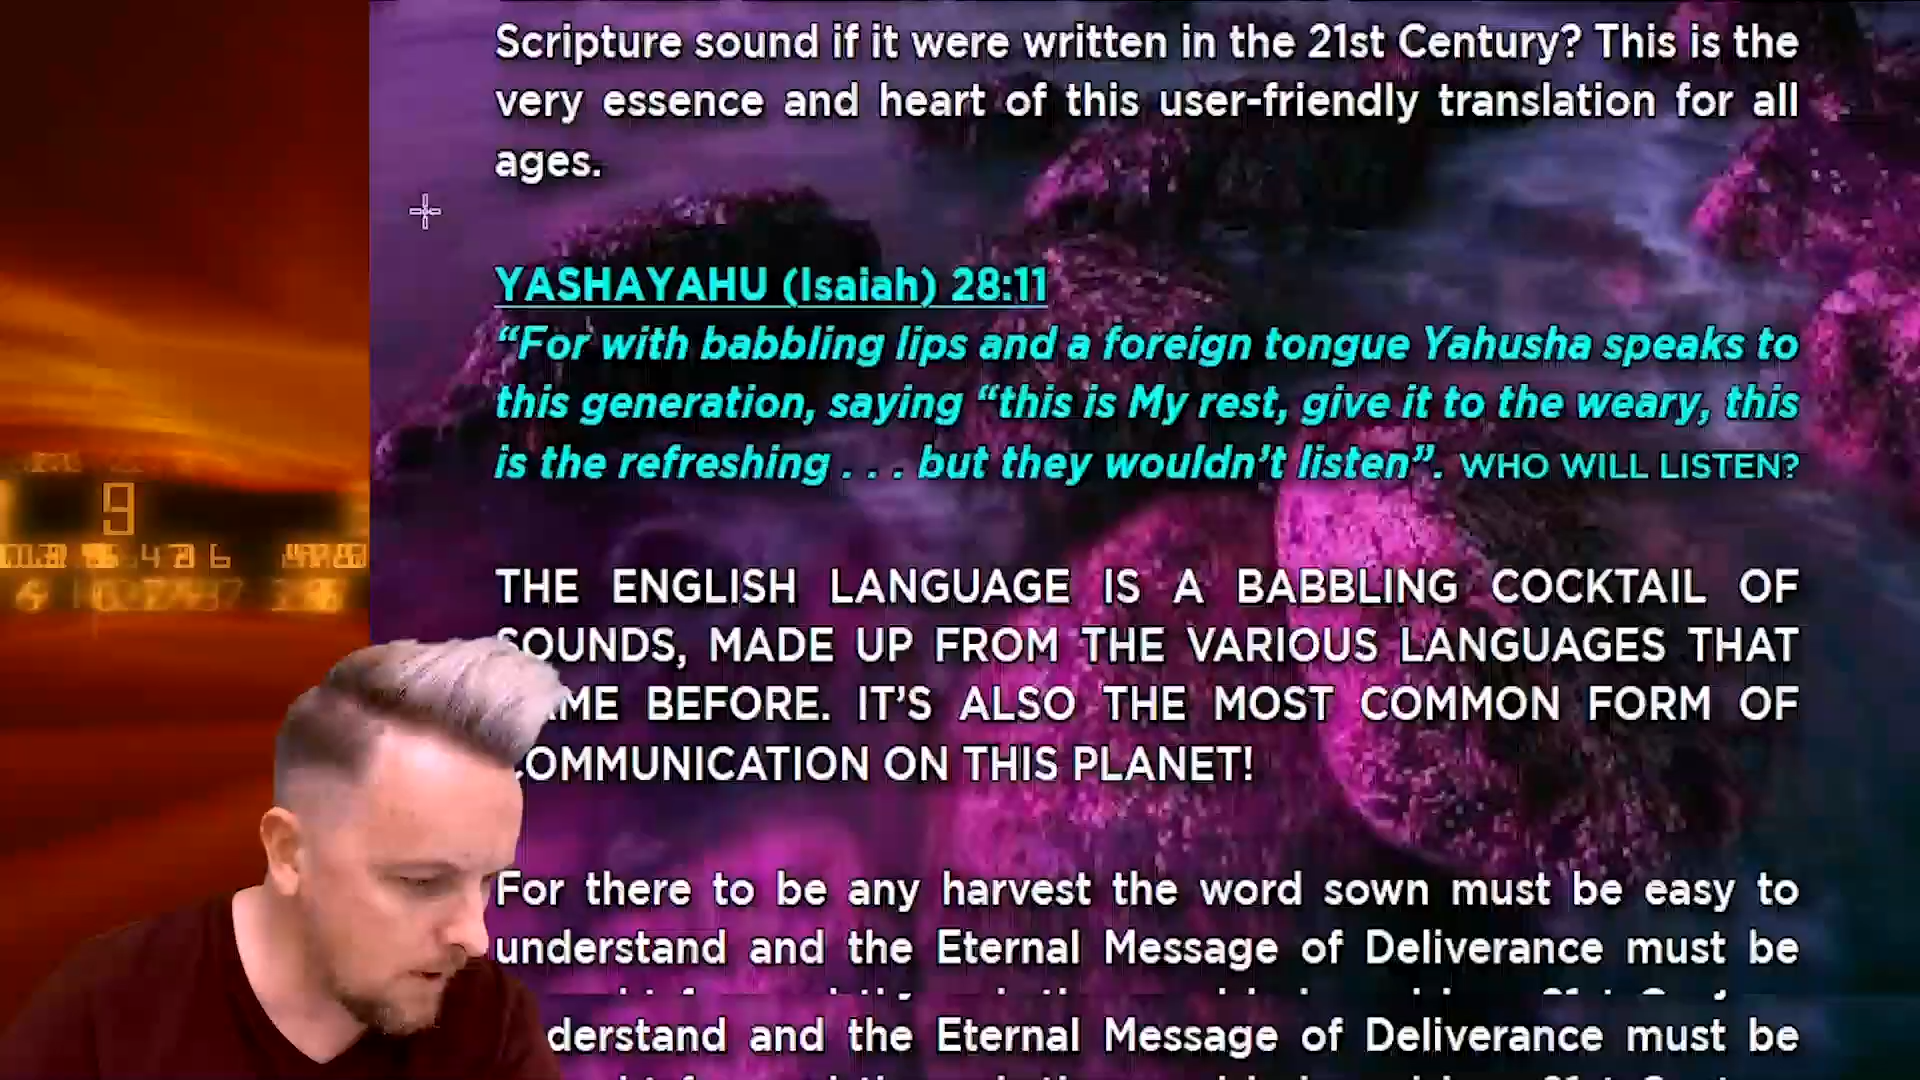 Scripture sound if it were written in the 21st Century? This is the
very essence and heart of this user-friendly translation for all
ages.
YASHAYAHU (Isaiah) 28:11
“For with babbling lips and a foreign tongue Yahusha speaks to
this generation, saying “this is My rest, give it to the weary, this
is the refreshing . . . but they wouldn’t listen”. WHO WILL LISTEN?
THE ENGLISH LANGUAGE IS A BABBLING COCKTAIL OF
SOUNDS, MADE UP FROM THE VARIOUS LANGUAGES THAT
BEFORE. IT’S ALSO THE MOST COMMON FORM OF
COMMUNICATION ON THIS PLANET!
For there to be any harvest the word sown must be easy to
understand and the Eternal Message of Deliverance must be
and the Eternal Message of Deliverance must be
9